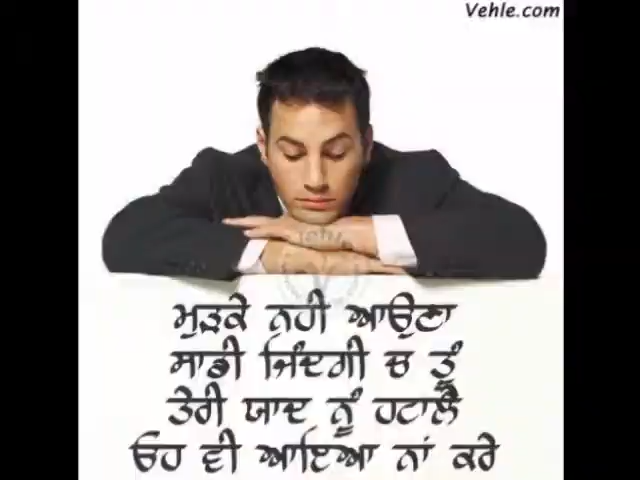 Vehle.com
ਮੁੜਕੇ ਨਹੀ ਆਉਣਾ
ਸਾਡੀ ਜਿੰਦਗੀ ਚ ਤੂੰ
ਤੇਰੀ ਯਾਦ ਨੂੰ ਹਟਾਲੈ
ਓਹ ਵੀ ਆਇਆ ਨਾਂ ਕਰੇ